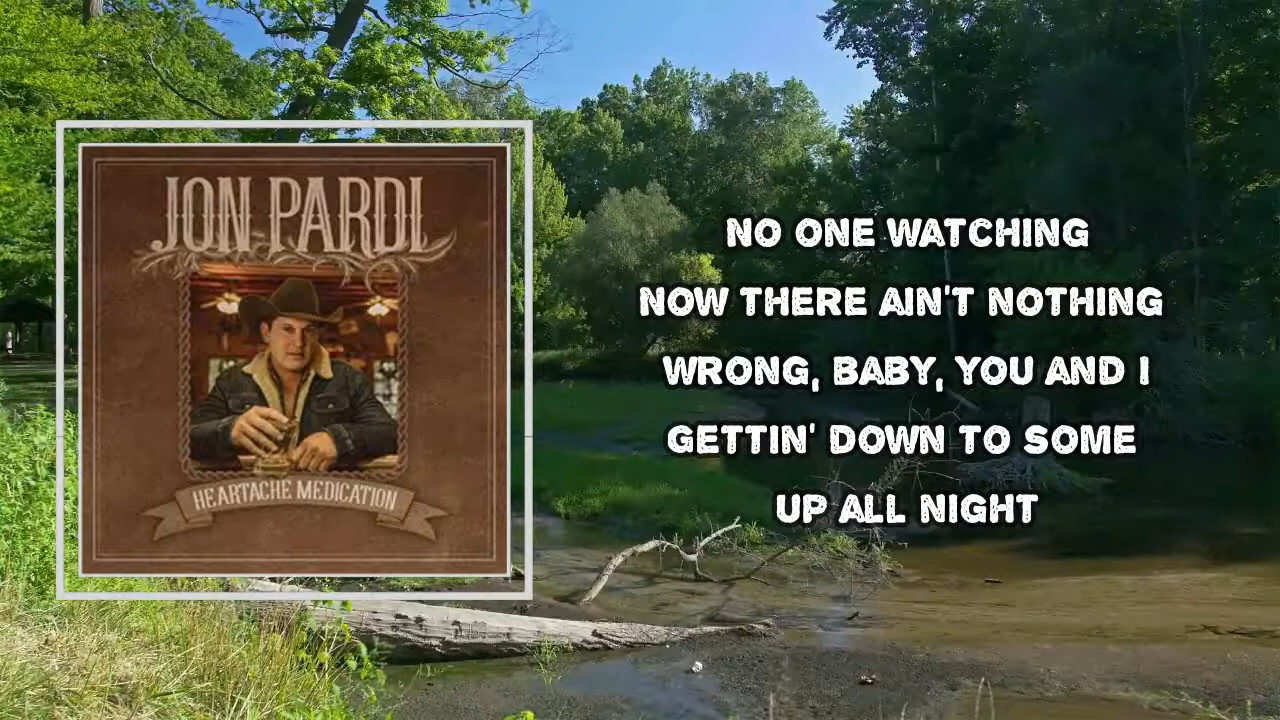 JON PARDI
HEARTACHE MEDICATION
NO ONE WATCHING
NOW THERE AIN'T NOTHING
WRONG, BABY, YOU AND I
GETTIN' DOWN TO SOME
UP ALL NIGHT